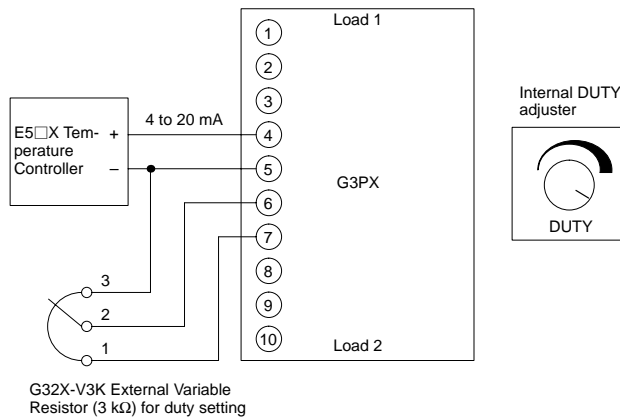 Load 1
1
2
3
4 to 20 mA
4
E5□X Tem-
perature
Controller
+
–
5
G3PX
6
7
8
9
10
Load 2
3
2
1
G32X-V3K External Variable
Resistor (3 kΩ) for duty setting
Internal DUTY
adjuster
DUTY